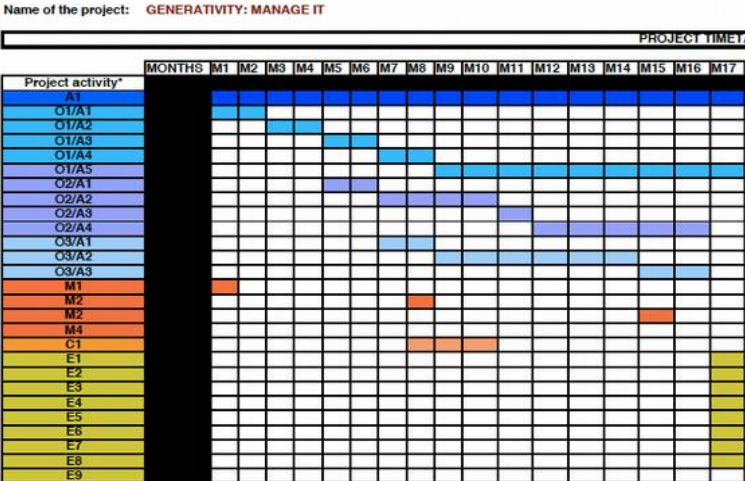 Name of the project: GENERATIVITY: MANAGE IT
PROJECT TIMET
MONTHS M1 M2 M3 M4 M5 M6 M7 M8 M9 M10 M11 M12 M13 M14 M15 M16 M17
Project activity*
A1
O1/A1
O1/A2
O1/A3
O1/A4
O1/A5
O2/A1
O2/A2
O2/A3
O2/A4
O3/A1
O3/A2
O3/A3
M1
M2
M2
M4
C1
E1
E2
E3
E4
E5
E6
E7
E8
E9